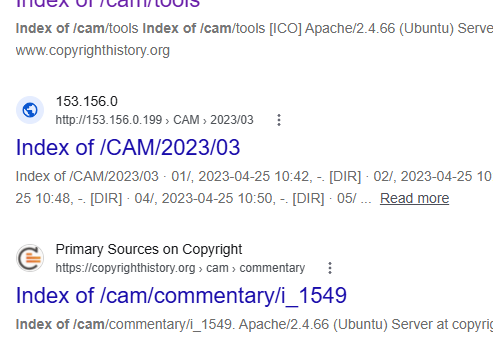 Index of /cam/tools
Index of /cam/tools Index of /cam/tools [ICO] Apache/2.4.66 (Ubuntu) Serve
www.copyrighthistory.org
153.156.0
http://153.156.0.199 › CAM › 2023/03
Index of /CAM/2023/03
Index of /CAM/2023/03 · 01/, 2023-04-25 10:42, -. [DIR] · 02/, 2023-04-25 10
25 10:48, -. [DIR] · 04/, 2023-04-25 10:50, -. [DIR] · 05/ ... Read more
Primary Sources on Copyright
https://copyrighthistory.org › cam › commentary
Index of /cam/commentary/i_1549
Index of /cam/commentary/i_1549. Apache/2.4.66 (Ubuntu) Server at copyrig